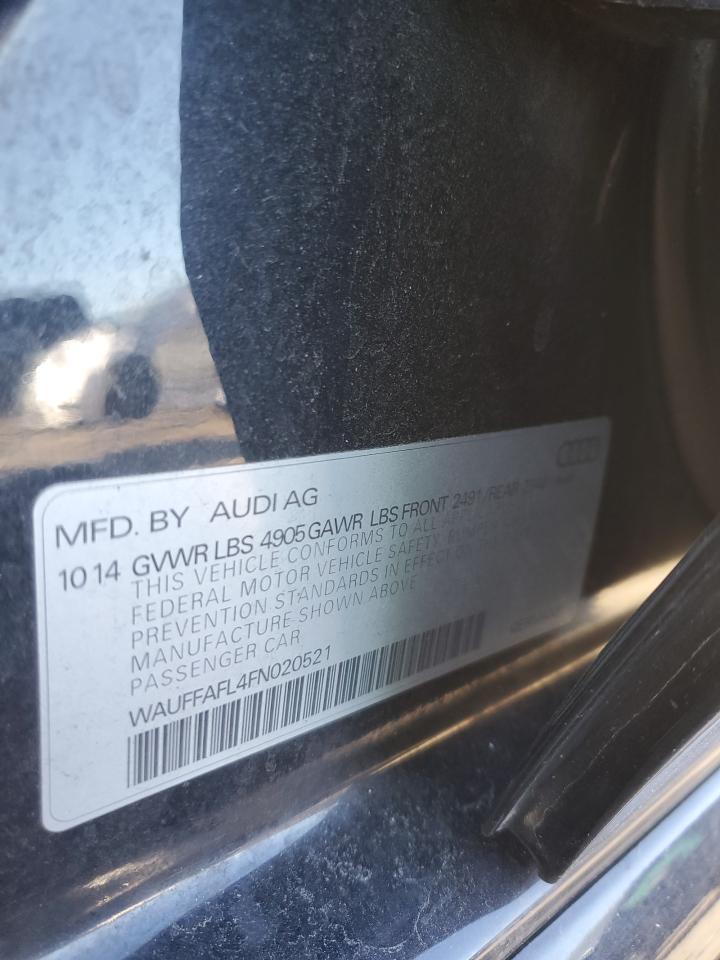 MFD. BY AUDI AG
10 14 GVWR LBS 4905 GAWR LBS FRONT 2491/REAR
THIS VEHICLE CONFORMS TO ALL
FEDERAL MOTOR VEHICLE SAFETY,
PREVENTION STANDARDS IN EFFECT
MANUFACTURE SHOWN ABOVE
PASSENGER CAR
WAUFFAFL4FN020521